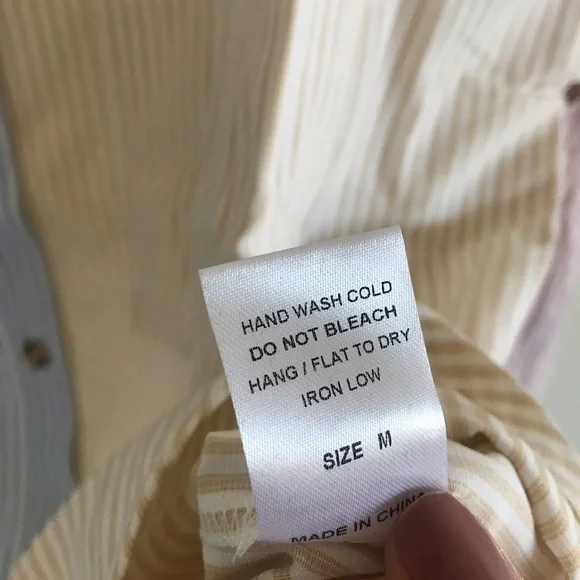 HAND WASH COLD
DO NOT BLEACH
HANG / FLAT TO DRY
IRON LOW
SIZE M
MADE IN CHINA